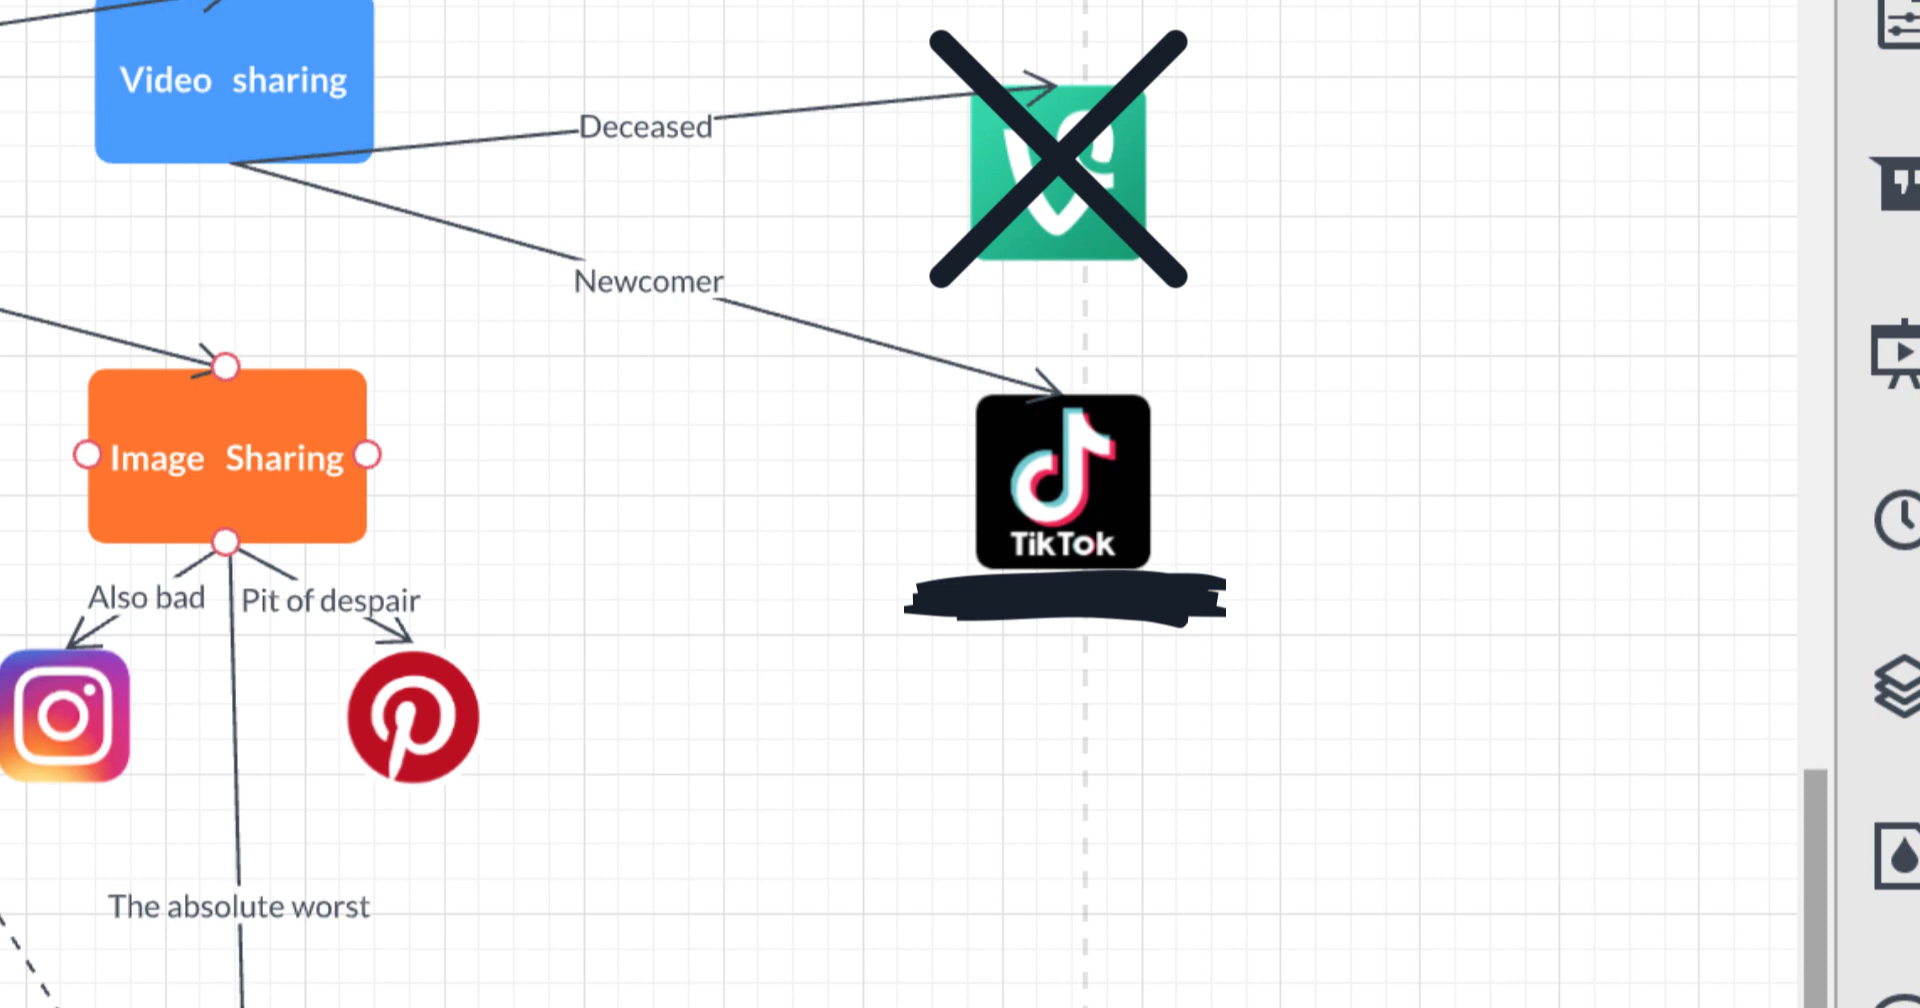 Video sharing
Deceased
Newcomer
Image Sharing
TikTok
Also bad
Pit of despair
The absolute worst